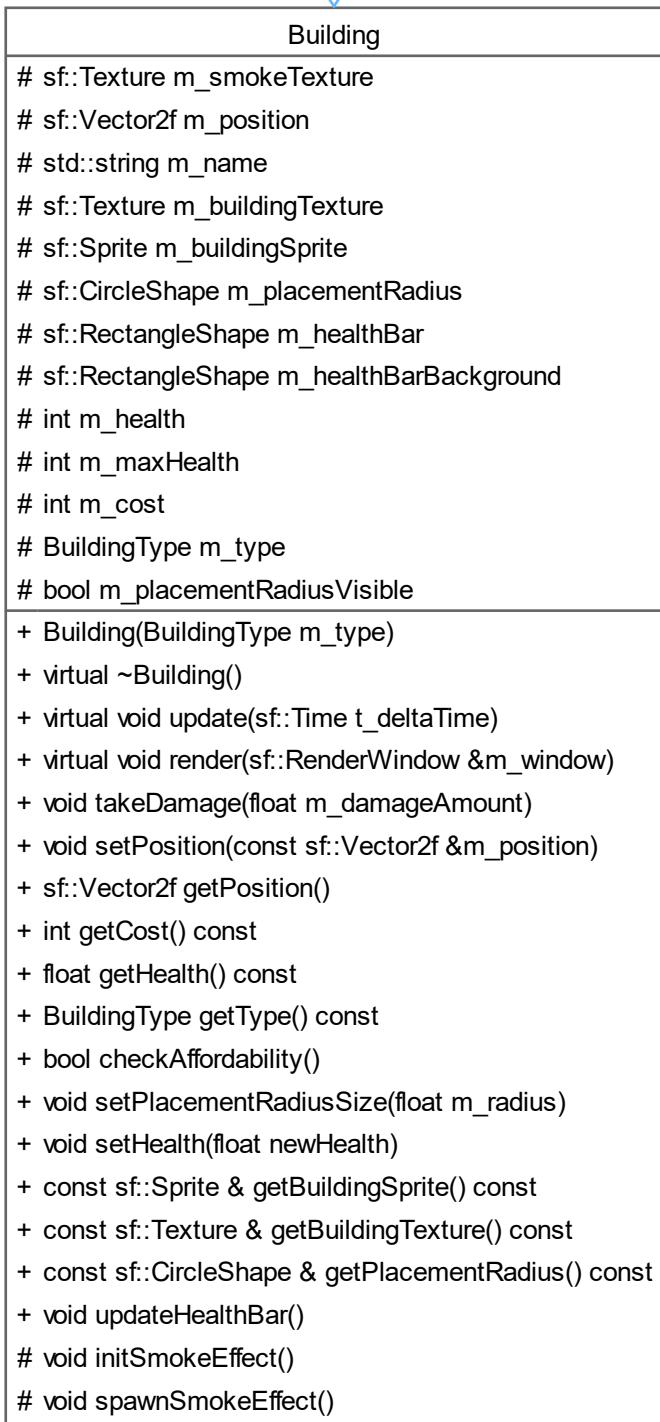 Building
# sf::Texture m_smokeTexture
# sf::Vector2f m_position
# std::string m_name
# sf::Texture m_buildingTexture
# sf::Sprite m_buildingSprite
# sf::CircleShape m_placementRadius
# sf::RectangleShape m_healthBar
# sf::RectangleShape m_healthBarBackground
# int m_health
# int m_maxHealth
# int m_cost
# BuildingType m_type
# bool m_placementRadiusVisible
+ Building(BuildingType m_type)
+ virtual ~Building()
+ virtual void update(sf::Time t_deltaTime)
+ virtual void render(sf::RenderWindow &m_window)
+ void takeDamage(float m_damageAmount)
+ void setPosition(const sf::Vector2f &m_position)
+ sf::Vector2f getPosition()
+ int getCost() const
+ float getHealth() const
+ BuildingType getType() const
+ bool checkAffordability()
+ void setPlacementRadiusSize(float m_radius)
+ void setHealth(float newHealth)
+ const sf::Sprite & getBuildingSprite() const
+ const sf::Texture & getBuildingTexture() const
+ const sf::CircleShape & getPlacementRadius() const
+ void updateHealthBar()
# void initSmokeEffect()
# void spawnSmokeEffect()